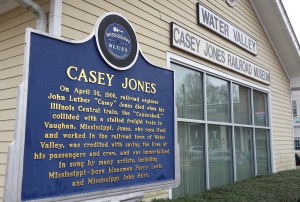 MISSISSIPPI
BLUES
CASEY JONES
On April 30, 1900, railroad engineer
John Luther "Casey" Jones died when his
Illinois Central train, the "Cannonball,"
collided with a stalled freight train in
Vaughan, Mississippi. Jones, who once lived
and worked in the railroad town of Water
Valley, was credited with saving the lives of
his passengers and crew, and was immortalized
in song by many artists, including
Mississippi-born bluesmen Furry Lewis
and Mississippi John Hurt.
WATER VALLEY
CASEY JONES RAILROAD MUSEUM